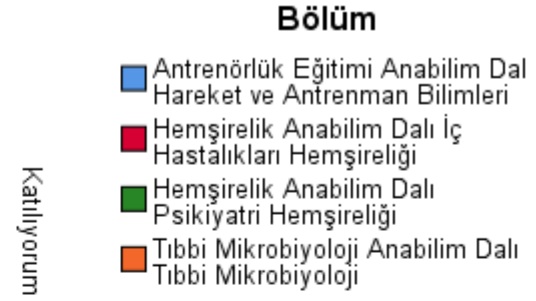 Bölüm
Antrenörlük Eğitimi Anabilim Dal
Hareket ve Antrenman Bilimleri
Hemşirelik Anabilim Dalı İç
Hastalıkları Hemşireliği
Hemşirelik Anabilim Dalı
Psikiyatri Hemşireliği
Tıbbi Mikrobiyoloji Anabilim Dalı
Tıbbi Mikrobiyoloji
Katılıyorum